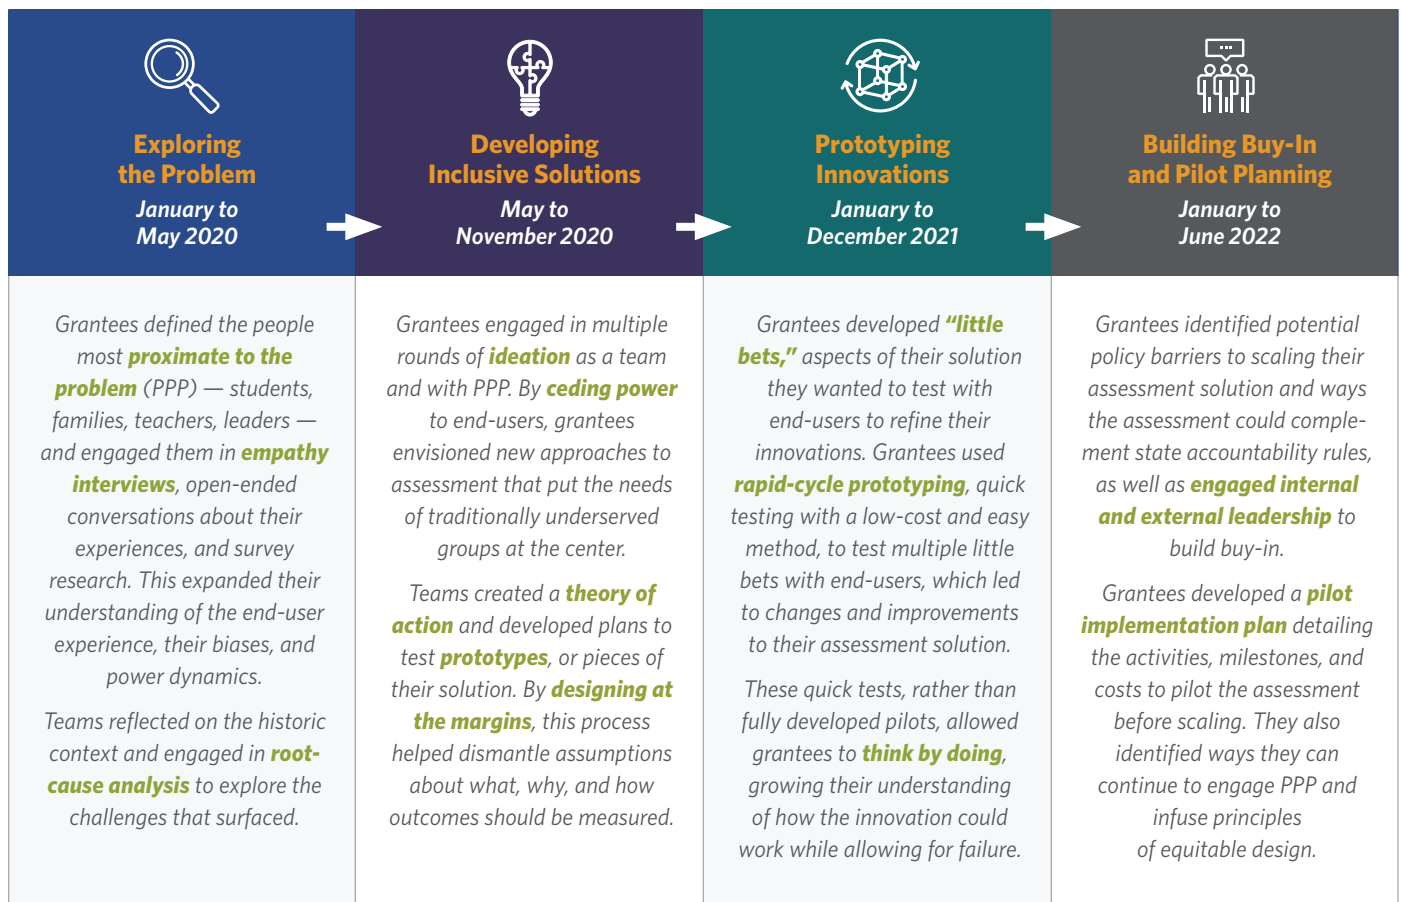 Exploring
the Problem
January to
May 2020
Grantees defined the people
most proximate to the
problem (PPP) — students,
families, teachers, leaders —
and engaged them in empathy
interviews, open-ended
conversations about their
experiences, and survey
research. This expanded their
understanding of the end-user
experience, their biases, and
power dynamics.
Teams reflected on the historic
context and engaged in root-
cause analysis to explore the
challenges that surfaced.
Developing
Inclusive Solutions
May to
November 2020
Grantees engaged in multiple
rounds of ideation as a team
and with PPP. By ceding power
to end-users, grantees
envisioned new approaches to
assessment that put the needs
of traditionally underserved
groups at the center.
Teams created a theory of
action and developed plans to
test prototypes, or pieces of
their solution. By designing at
the margins, this process
helped dismantle assumptions
about what, why, and how
outcomes should be measured.
Prototyping
Innovations
January to
December 2021
Grantees developed “little
bets,” aspects of their solution
they wanted to test with
end-users to refine their
innovations. Grantees used
rapid-cycle prototyping, quick
testing with a low-cost and easy
method, to test multiple little
bets with end-users, which led
to changes and improvements
to their assessment solution.
These quick tests, rather than
fully developed pilots, allowed
grantees to think by doing,
growing their understanding
of how the innovation could
work while allowing for failure.
Building Buy-In
and Pilot Planning
January to
June 2022
Grantees identified potential
policy barriers to scaling their
assessment solution and ways
the assessment could comple-
ment state accountability rules,
as well as engaged internal
and external leadership to
build buy-in.
Grantees developed a pilot
implementation plan detailing
the activities, milestones, and
costs to pilot the assessment
before scaling. They also
identified ways they can
continue to engage PPP and
infuse principles
of equitable design.